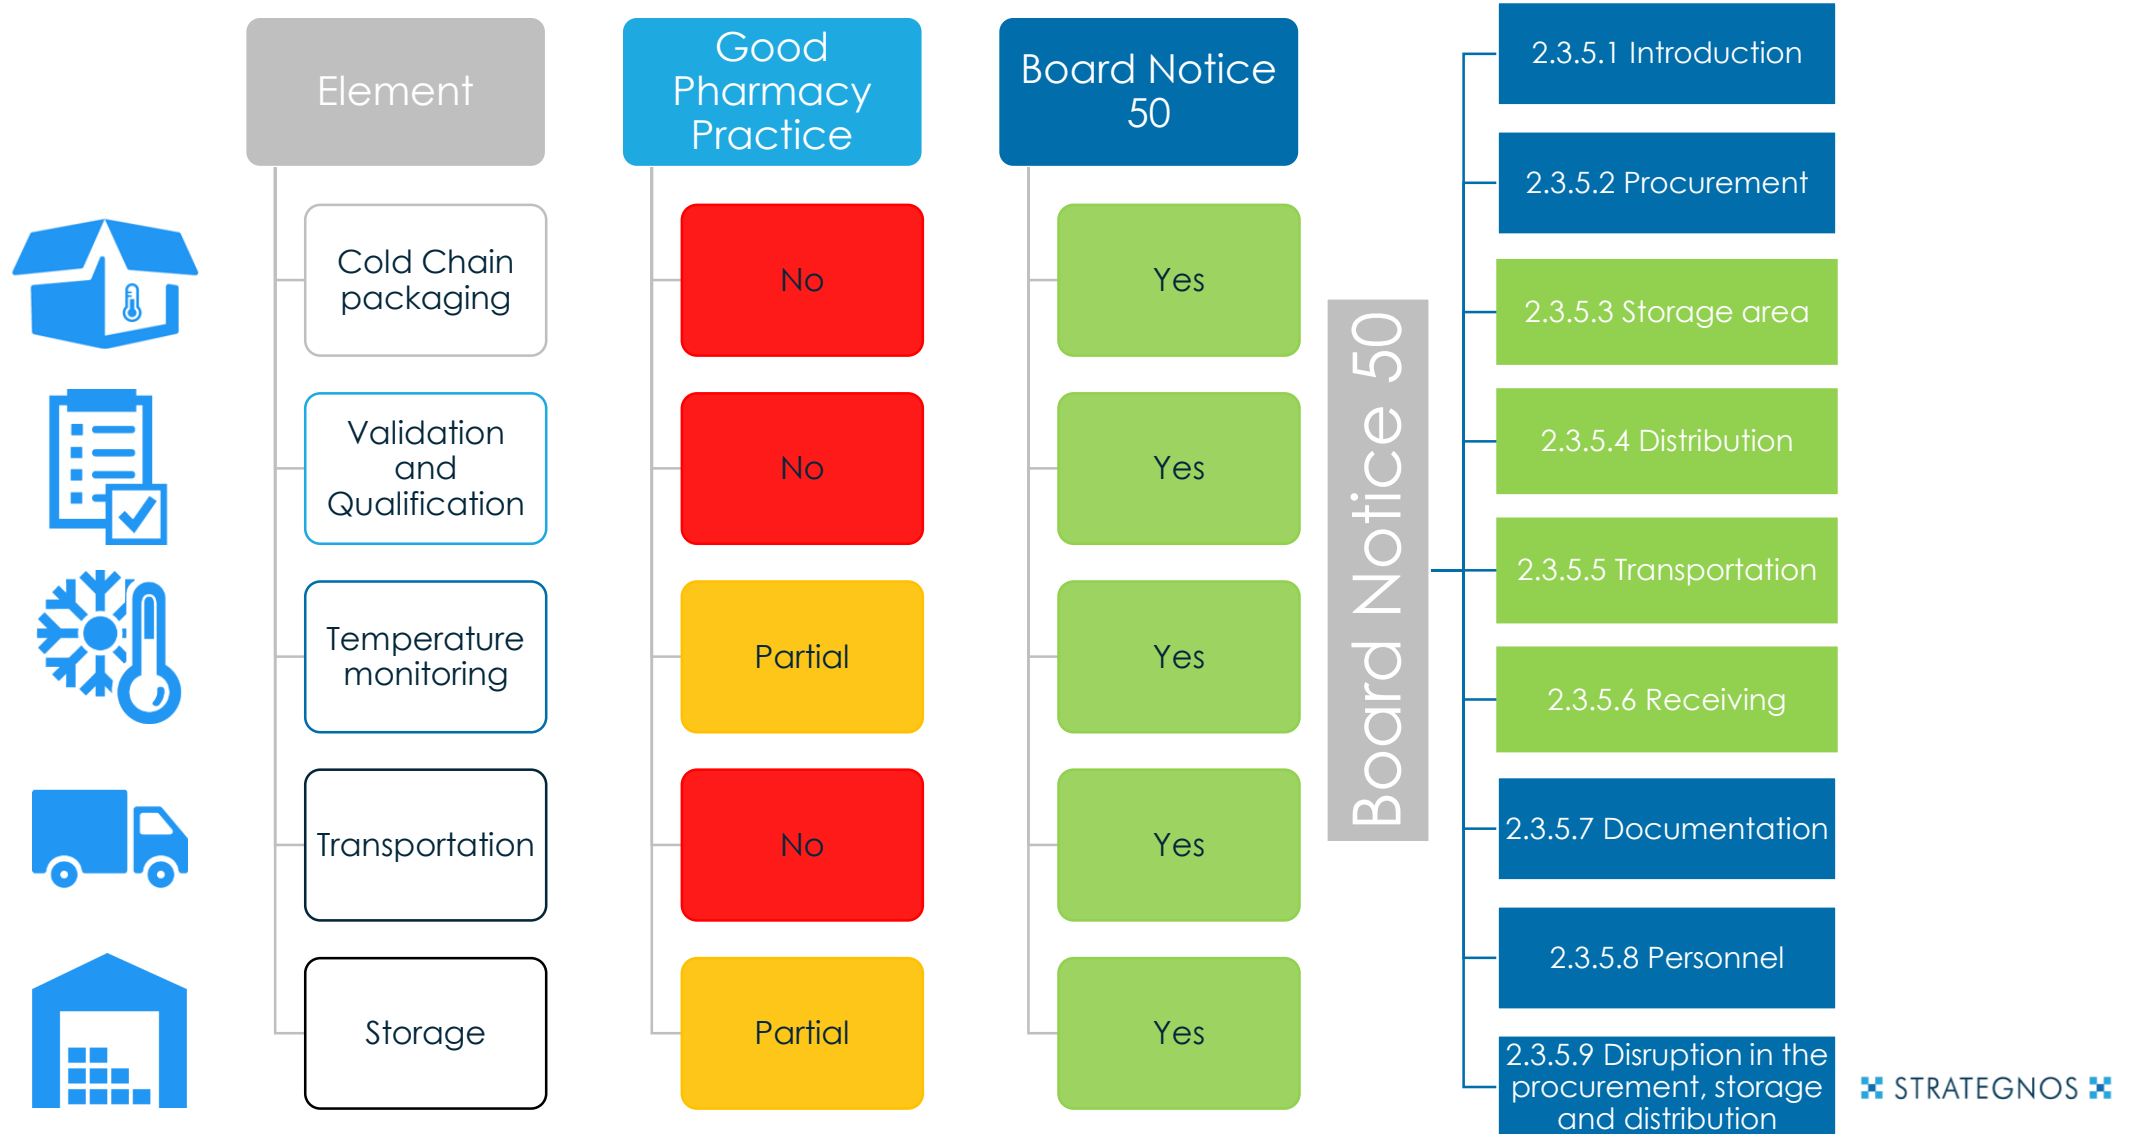 Element
Good
Pharmacy
Practice
Board Notice
50
Cold Chain
packaging
No
Yes
Validation
and
Qualification
No
Yes
Temperature
monitoring
Partial
Yes
Transportation
No
Yes
Storage
Partial
Yes
Board Notice 50
2.3.5.1 Introduction
2.3.5.2 Procurement
2.3.5.3 Storage area
2.3.5.4 Distribution
2.3.5.5 Transportation
2.3.5.6 Receiving
2.3.5.7 Documentation
2.3.5.8 Personnel
2.3.5.9 Disruption in the
procurement, storage
and distribution
STRATEGNOS